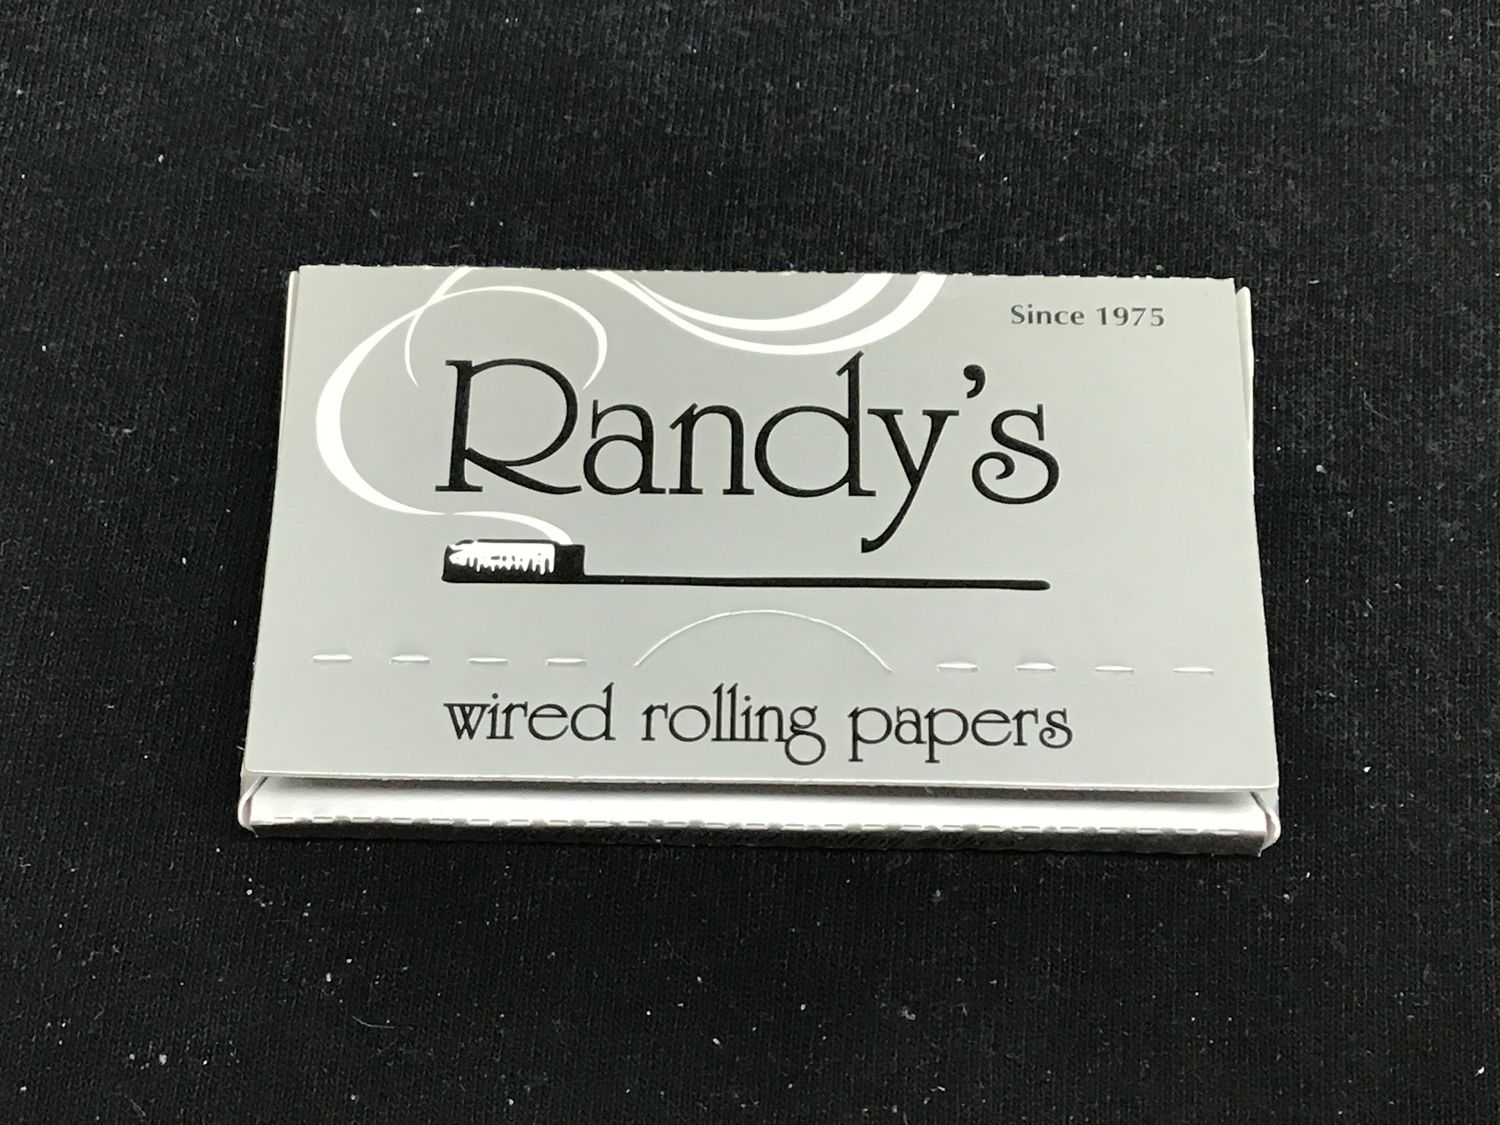 Since 1975
Randy's
wired rolling papers